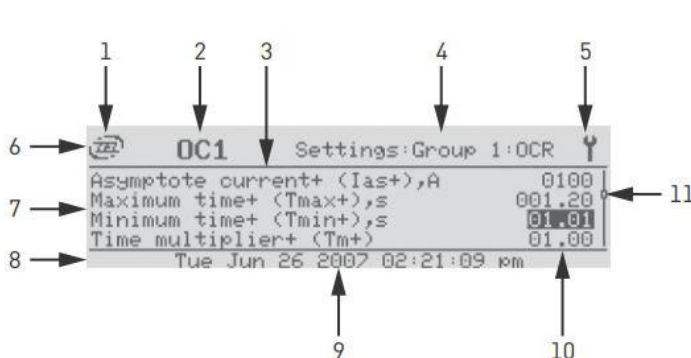 1 2 3 4 5
6 OC1 Settings:Group 1:OCR
Asymptote current+ (Ias+),A 0100
7 Maximum time+ (Tmax+),s 001.20 11
Minimum time+ (Tmin+),s 01.01
Time multiplier+ (Tm+) 01.00
8 Tue Jun 26 2007 02:21:09 pm
9 10